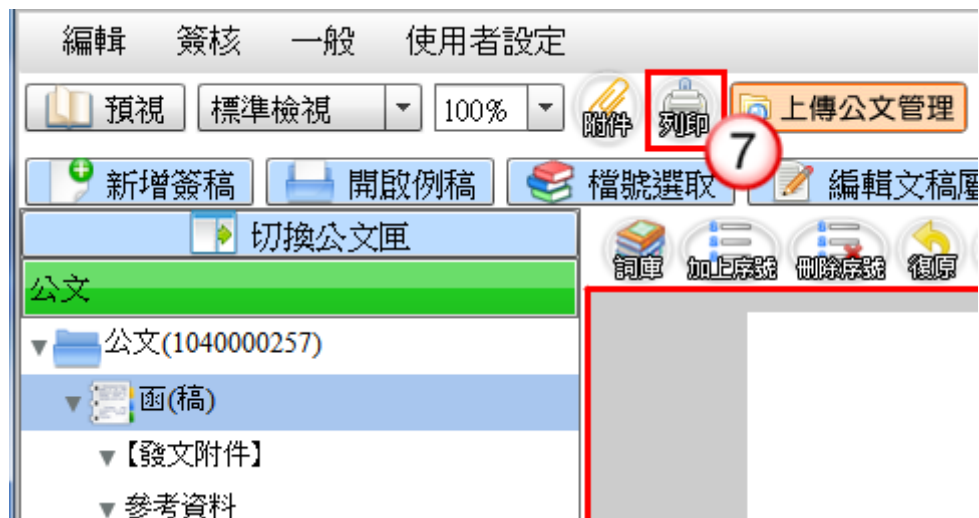 編輯 簽核 一般 使用者設定
預視 標準檢視 100% 附件 列印 上傳公文管理
7
新增簽稿 開啟例稿 檔號選取 編輯文稿屬
切換公文匣 詞庫 加上序號 刪除序號 復原
公文
公文(1040000257)
函(稿)
【發文附件】
參考資料